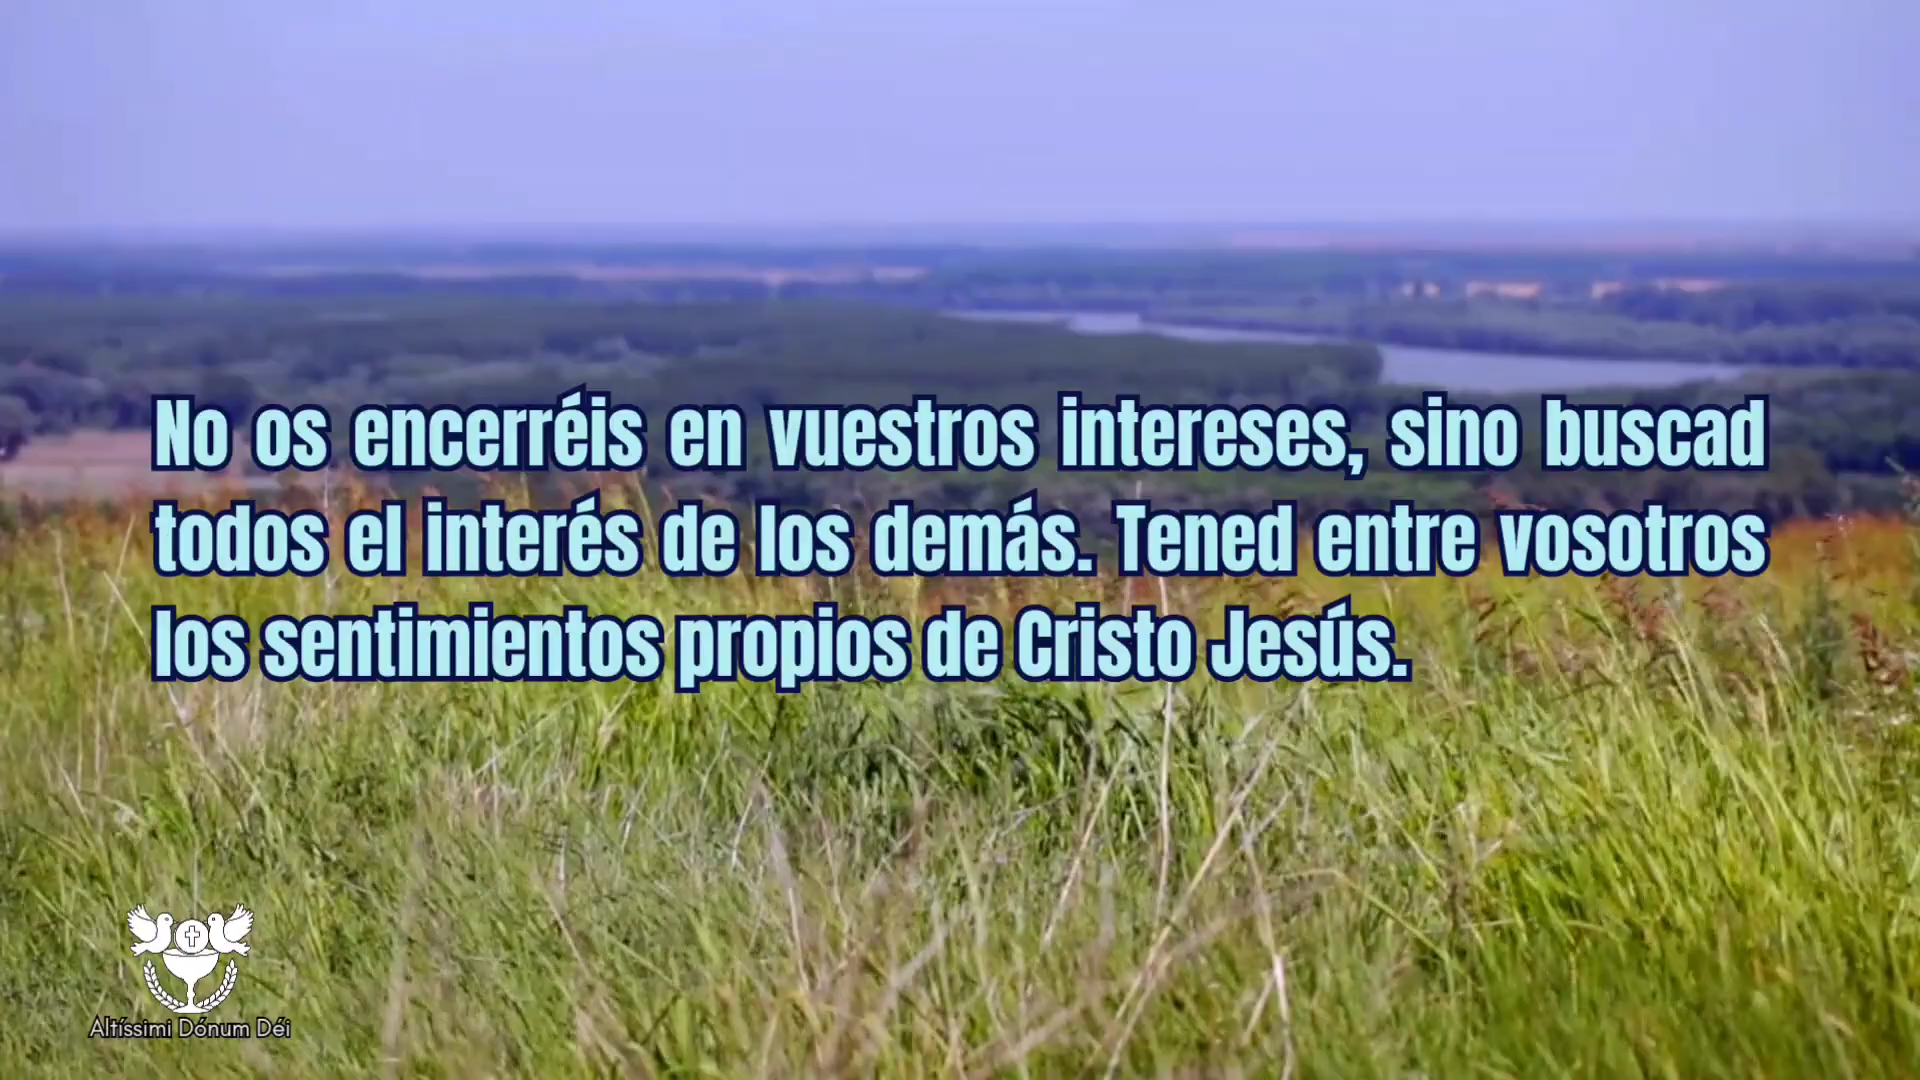 No os encerréis en vuestros intereses, sino buscad
todos el interés de los demás. Tened entre vosotros
los sentimientos propios de Cristo Jesús.
Altíssimi Dónum Déi